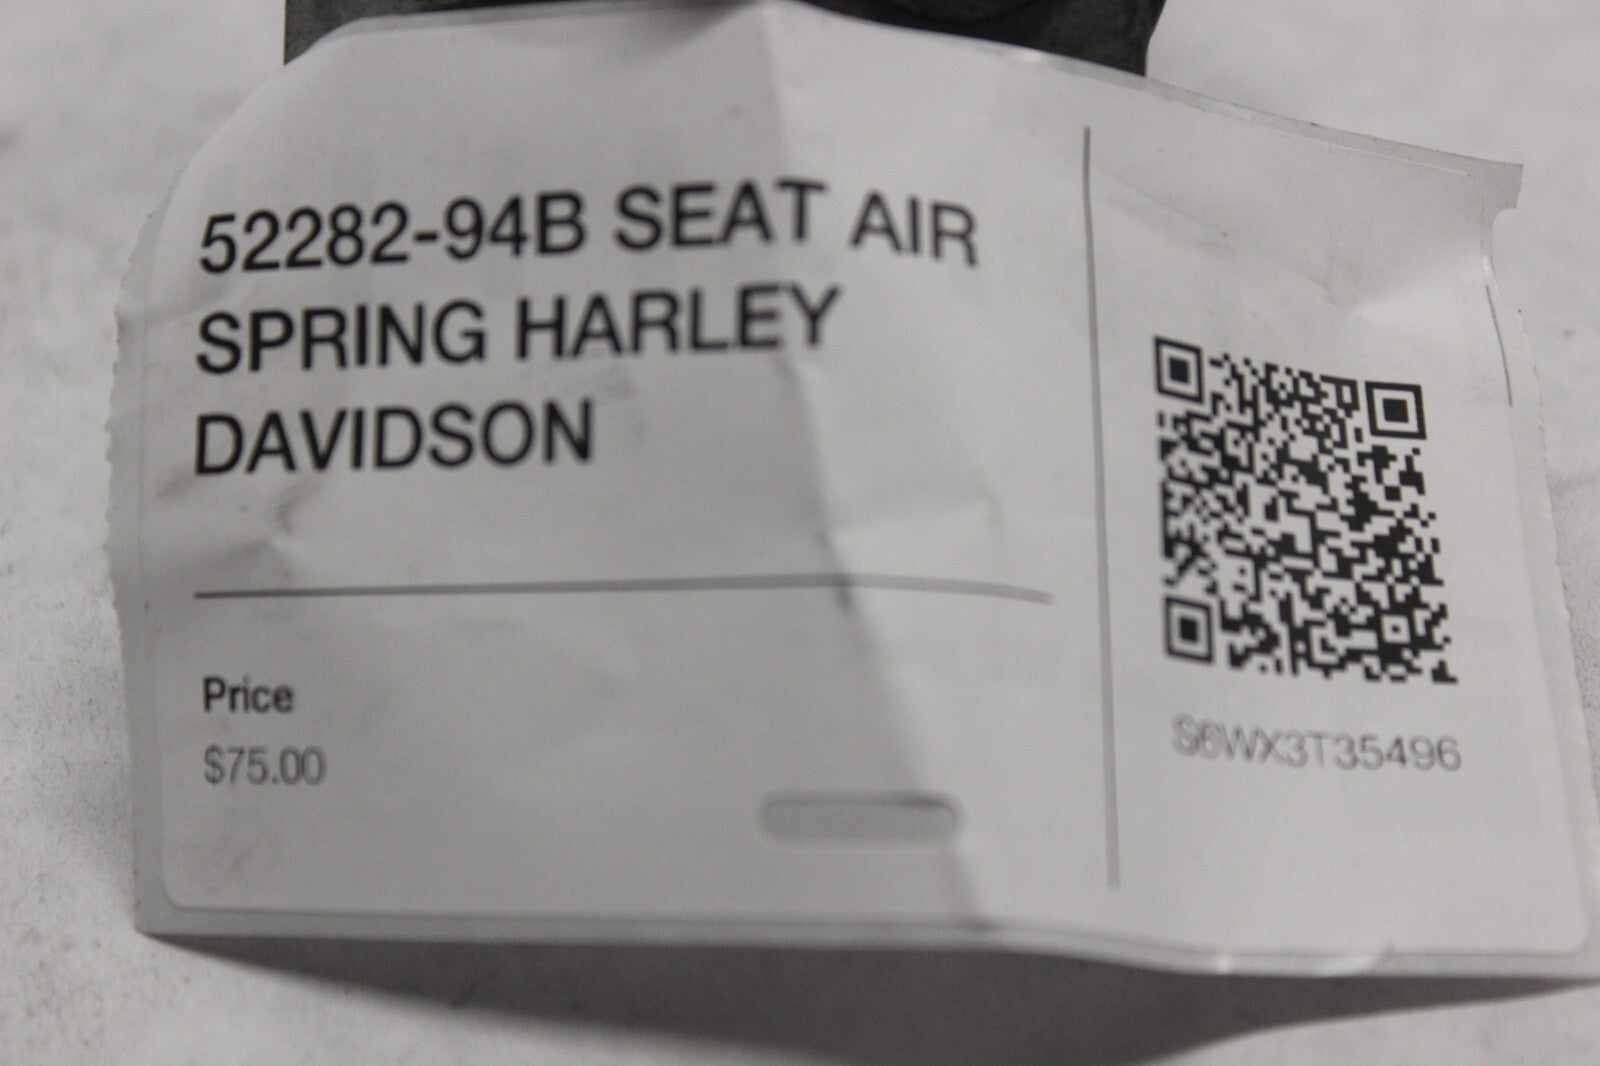 52282-94B SEAT AIR
SPRING HARLEY
DAVIDSON
Price
$75.00
S6WX3T35496